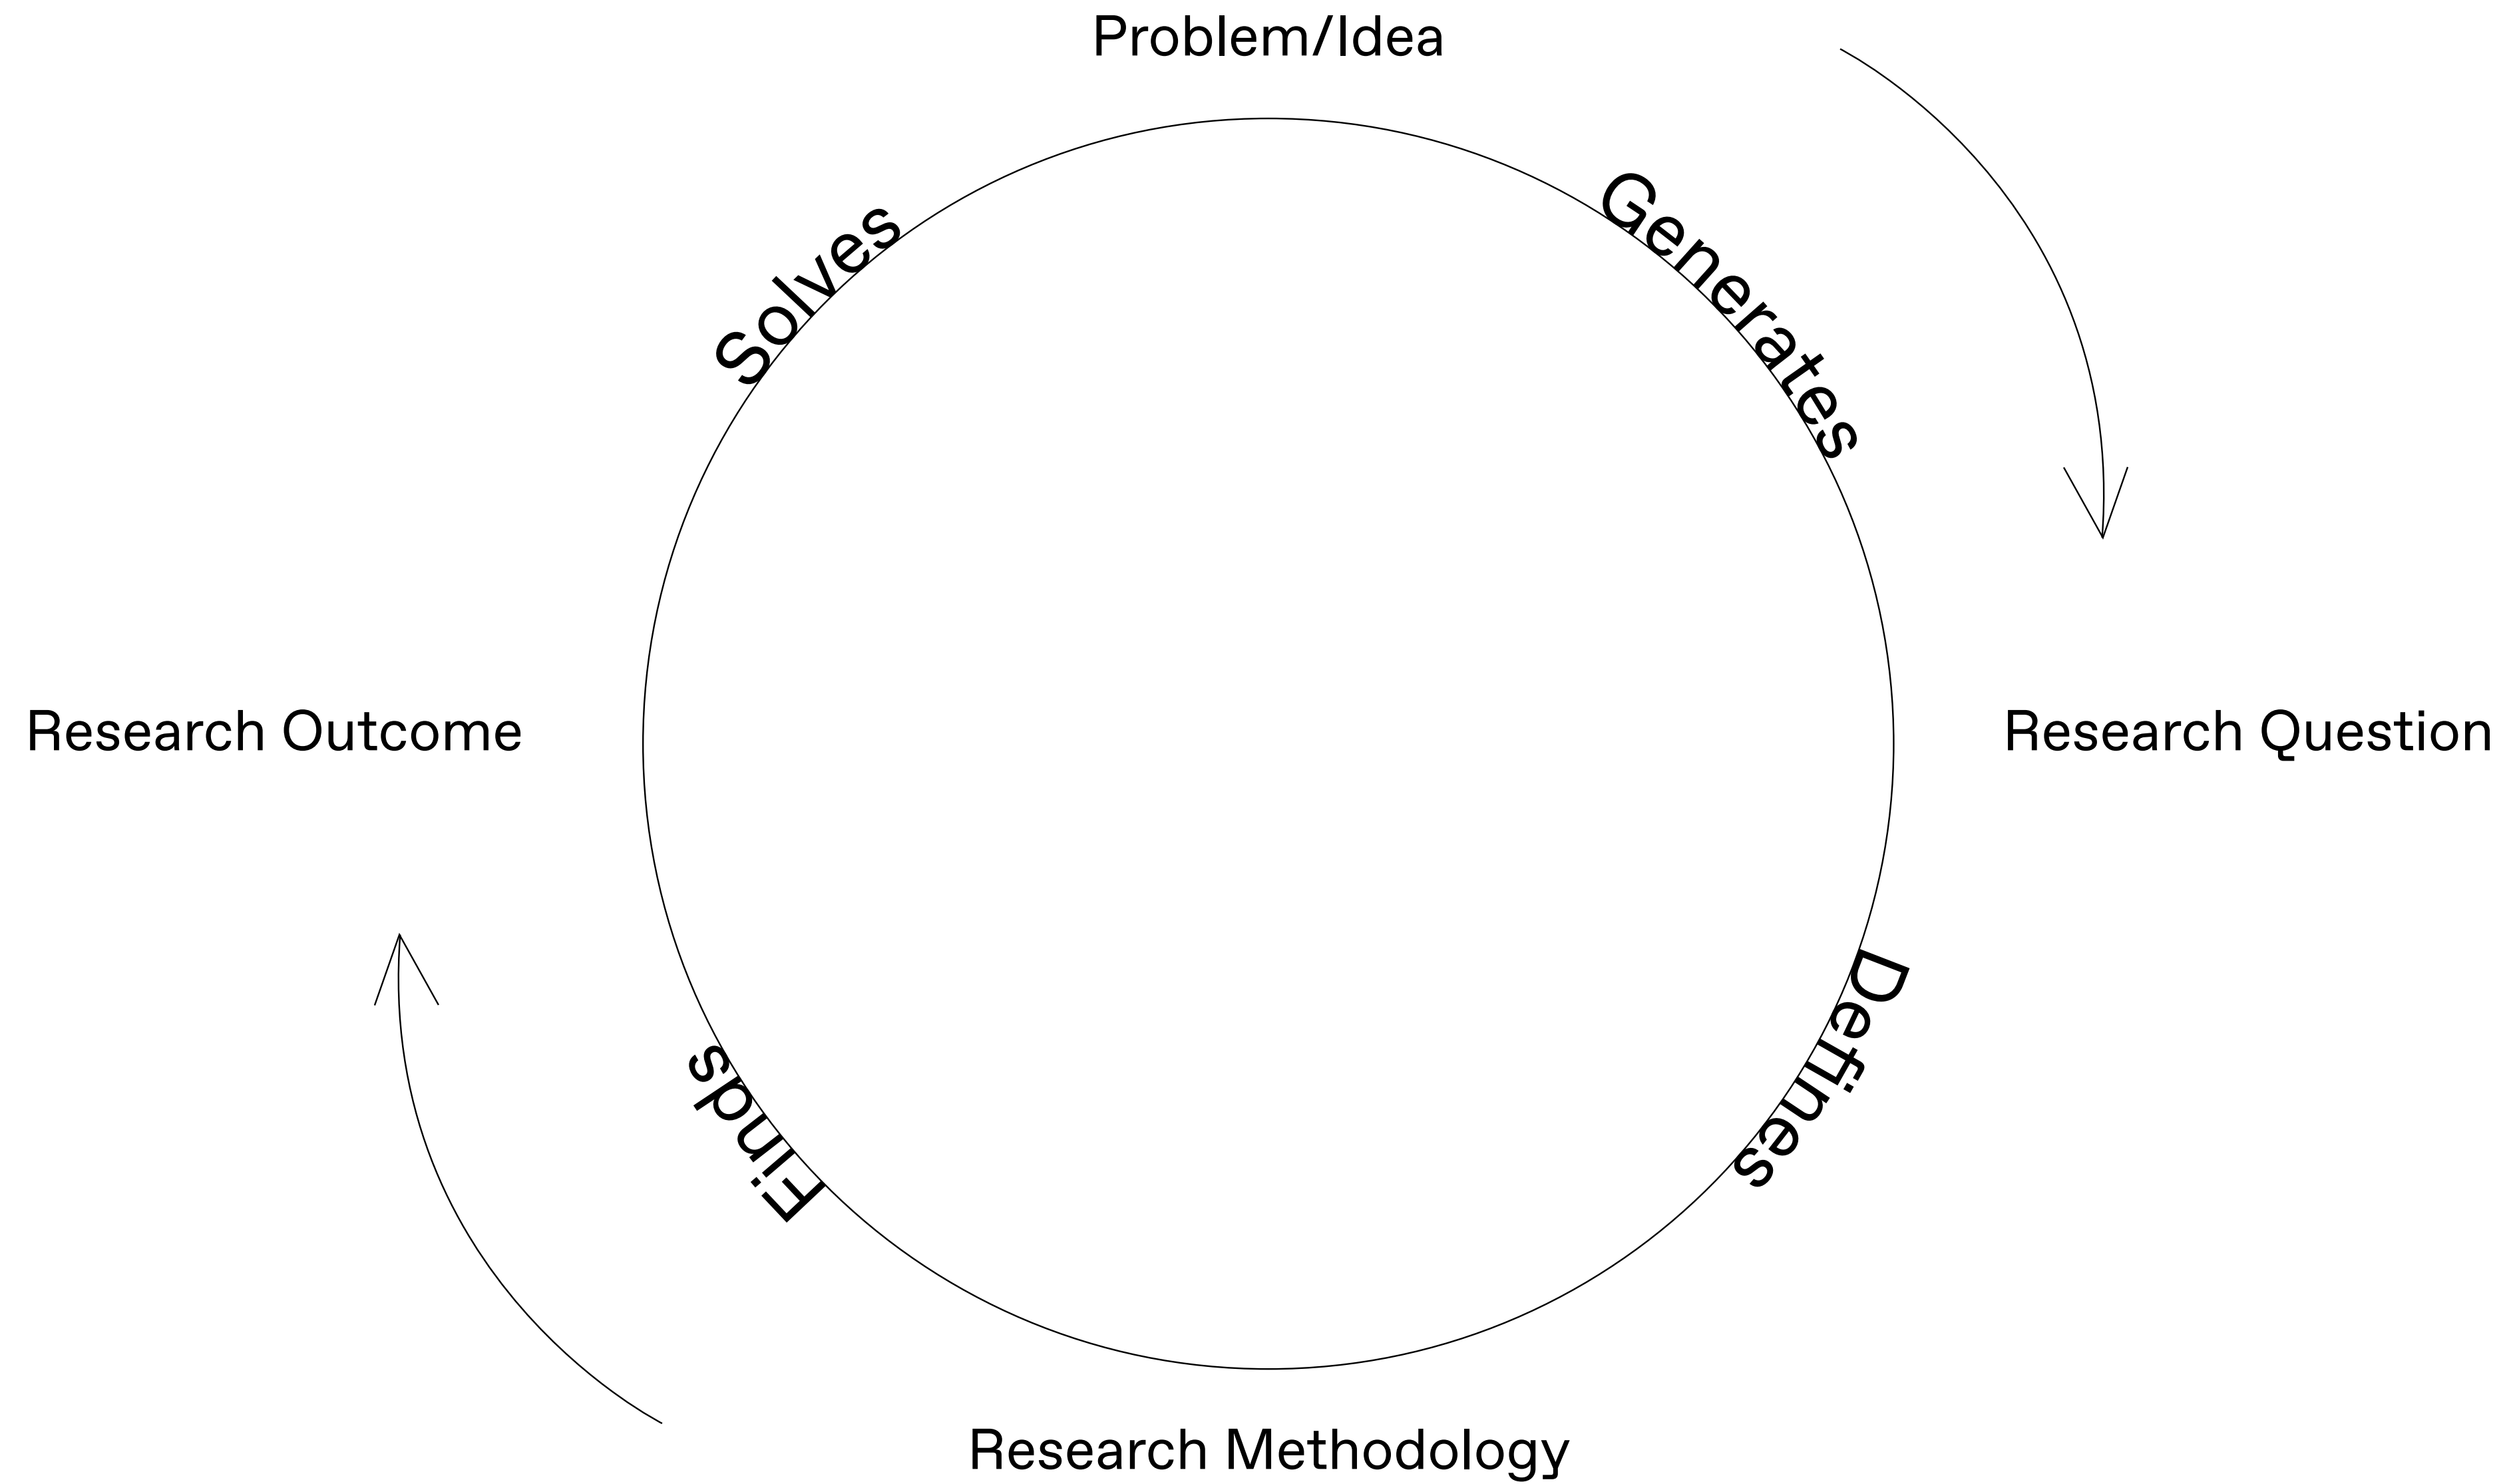 Problem/Idea
Generates
Research Question
Defines
Research Methodology
Finds
Research Outcome
Solves